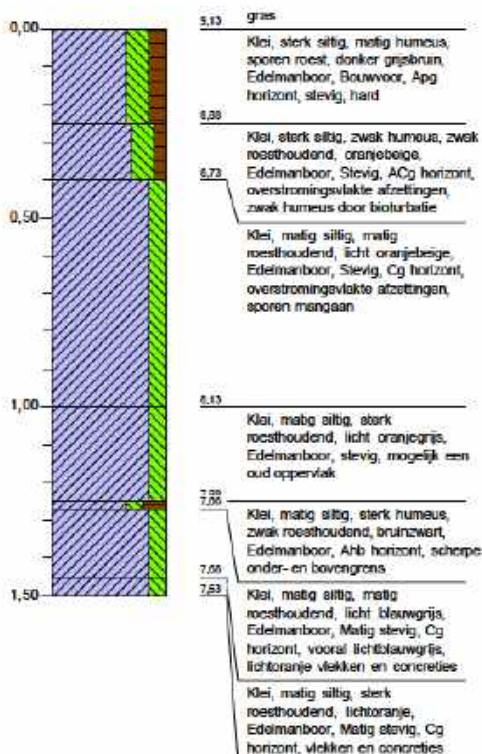 gras
0,00
9,13
Klei, sterk siltig, matig humeus,
sporen roest, donker grijsbruin,
Edelmanboor, Bouwvoor, Apg
horizont, stevig, hard
8,88
Klei, sterk siltig, zwak humeus, zwak
roesthoudend, oranjebeige,
Edelmanboor, Stevig, ACg horizont,
overstromingsvlakte afzettingen,
zwak humeus door bioturbatie
8,73
0,50
Klei, matig siltig, matig
roesthoudend, licht oranjebeige,
Edelmanboor, Stevig, Cg horizont,
overstromingsvlakte afzettingen,
sporen mangaan
1,00
8,13
Klei, matig siltig, sterk
roesthoudend, licht oranjegrijs,
Edelmanboor, stevig, mogelijk een
oud oppervlak
7,86
Klei, matig siltig, sterk humeus,
zwak roesthoudend, bruinzwart,
Edelmanboor, Ahb horizont, scherpe
onder- en bovengrens
7,68
1,50
7,63
Klei, matig siltig, matig
roesthoudend, licht blauwgrijs,
Edelmanboor, Matig stevig, Cg
horizont, vooral lichtblauwgrijs,
lichtoranje vlekken en concreties
Klei, matig siltig, sterk
roesthoudend, lichtoranje,
Edelmanboor, Matig stevig, Cg
horizont, vlekken en concreties